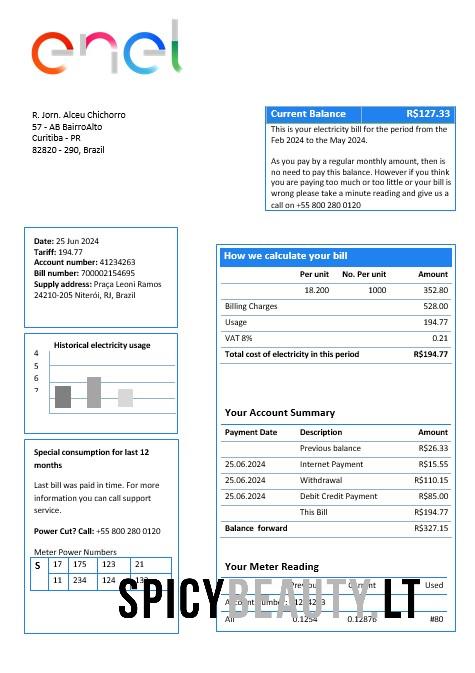 enel
R. Jorn. Alceu Chichorro
57 - AB BairroAlto
Curitiba - PR
82820 - 290, Brazil
Current Balance R$127.33
This is your electricity bill for the period from the
Feb 2024 to the May 2024.
As you pay by a regular monthly amount, then is
no need to pay this balance. However if you think
you are paying too much or too little or your bill is
wrong please take a minute reading and give us a
call on +55 800 280 0120
Date: 25 Jun 2024
Tariff: 194.77
Account number: 41234263
Bill number: 700002154695
Supply address: Praça Leoni Ramos
24210-205 Niterói, RJ, Brazil
Historical electricity usage
4
5
6
Special consumption for last 12
months
Last bill was paid in time. For more
information you can call support
service.
Power Cut? Call: +55 800 280 0120
Meter Power Numbers
S 17 175 123 21
11 234 124
How we calculate your bill
Per unit No. Per unit Amount
18.200 1000 352.80
Billing Charges 528.00
Usage 194.77
VAT 8% 0.21
Total cost of electricity in this period R$194.77
Your Account Summary
Payment Date Description Amount
Previous balance R$26.33
25.06.2024 Internet Payment R$15.55
25.06.2024 Withdrawal R$110.15
25.06.2024 Debit Credit Payment R$85.00
This Bill R$194.77
Balance forward R$327.15
Your Meter Reading
Used
All 0.1254 0.12876 #80
SPICYBEAUTY.LT